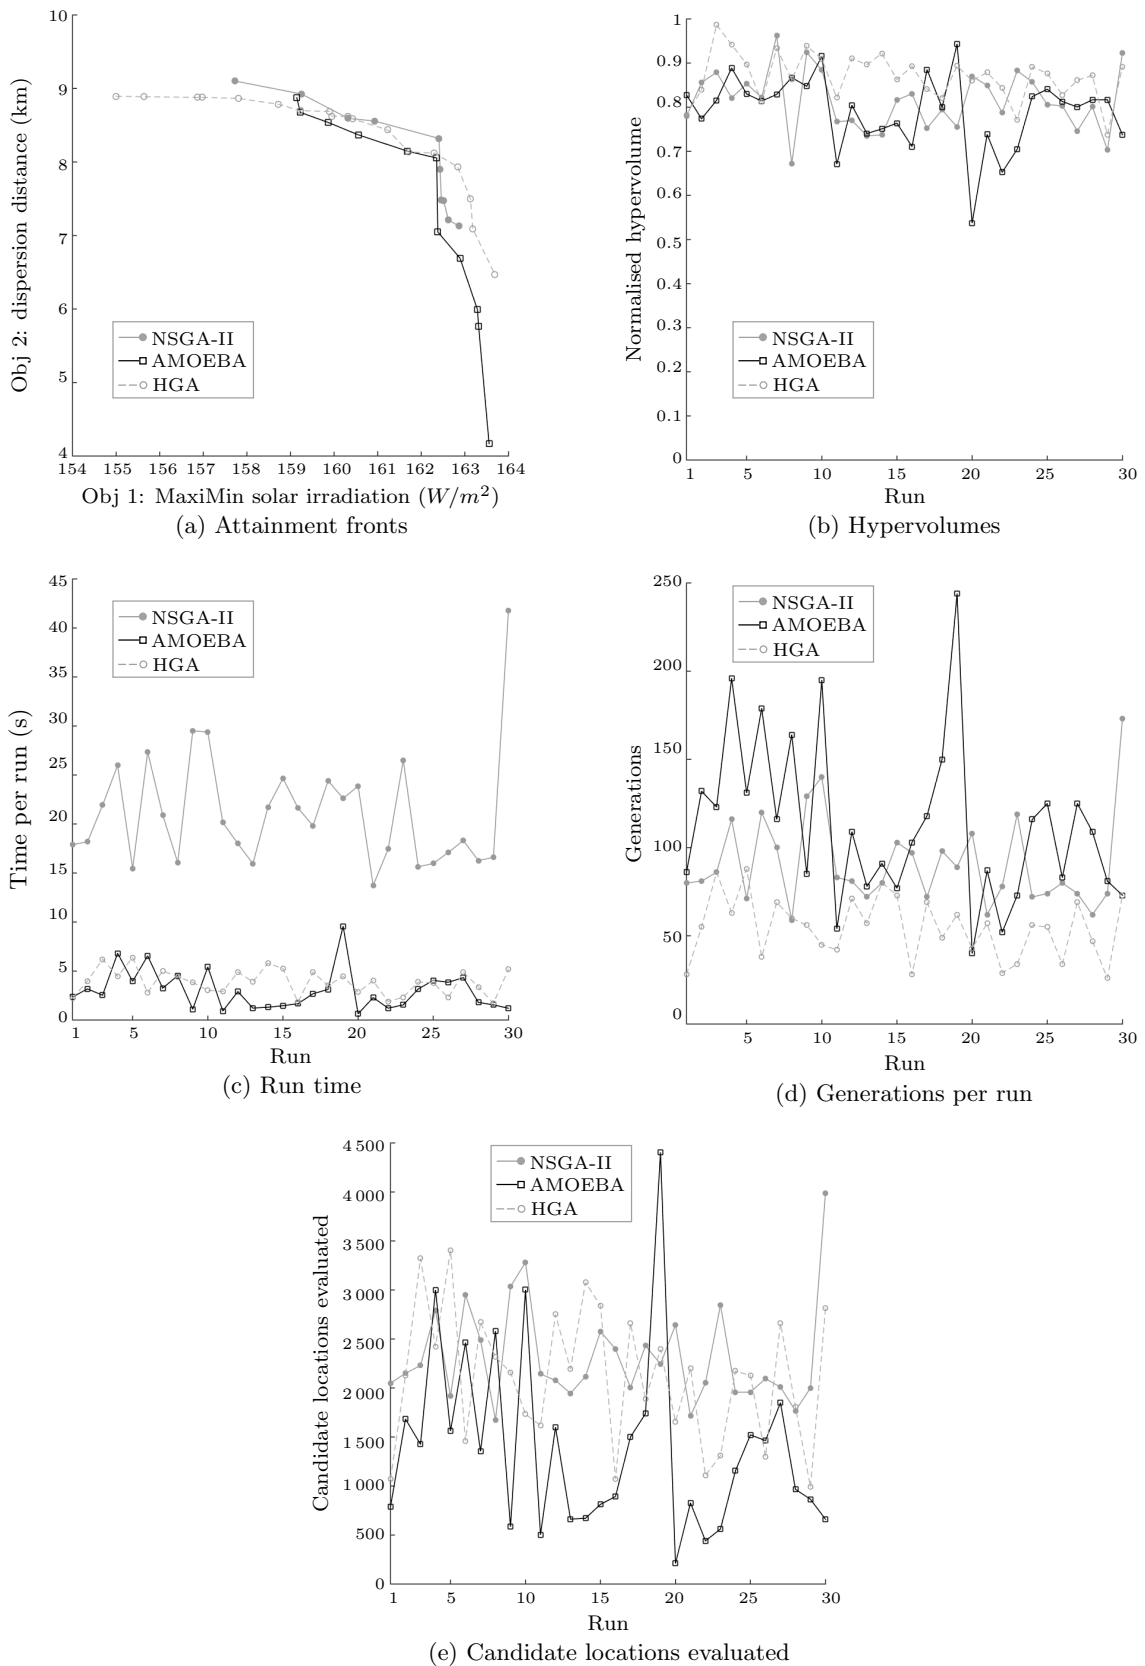 10
9
8
7
6
5
4
154 155 156 157 158 159 160 161 162 163 164
Obj 2: dispersion distance (km)
NSGA-II
AMOEBA
HGA
Obj 1: MaxiMin solar irradiation (W/m²)
(a) Attainment fronts
1
0.9
0.8
0.7
0.6
0.5
0.4
0.3
0.2
0.1
0
1 5 10 15 20 25 30
Normalised hypervolume
NSGA-II
AMOEBA
HGA
Run
(b) Hypervolumes
45
40
35
30
25
20
15
10
5
0
1 5 10 15 20 25 30
Time per run (s)
NSGA-II
AMOEBA
HGA
Run
(c) Run time
250
200
150
100
50
0
1 5 10 15 20 25 30
Generations
NSGA-II
AMOEBA
HGA
Run
(d) Generations per run
4 500
4 000
3 500
3 000
2 500
2 000
1 500
1 000
500
0
1 5 10 15 20 25 30
Candidate locations evaluated
NSGA-II
AMOEBA
HGA
Run
(e) Candidate locations evaluated